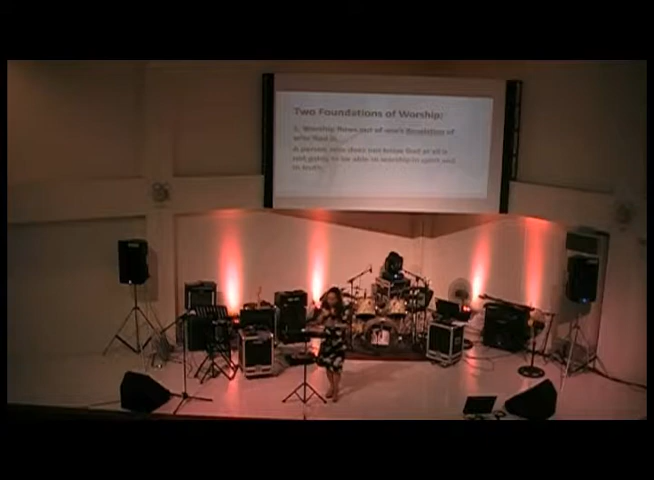 Two Foundations of Worship:
1. Worship flows out of one's Revelation of
who God is.
A person who does not know God at all is
not going to be able to worship in spirit and
in truth.